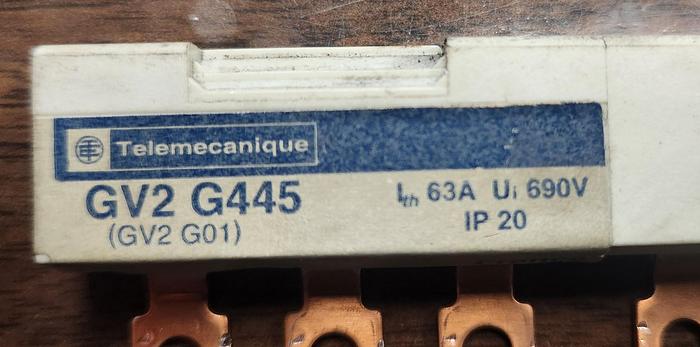 Telemecanique
GV2 G445
(GV2 G01)
Ith 63A Ui 690V
IP 20